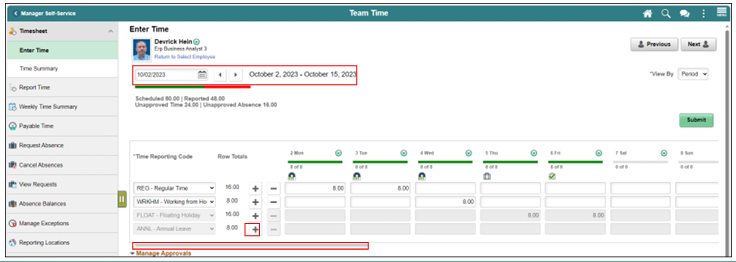 Manager Self-Service
Team Time
MENU
Timesheet
Enter Time
Time Summary
Report Time
Weekly Time Summary
Payable Time
Request Absence
Cancel Absences
View Requests
Absence Balances
Manage Exceptions
Reporting Locations
Enter Time
Devrick Hein
Erp Business Analyst 3
Return to Select Employee
Previous
Next
10/02/2023
October 2, 2023 - October 15, 2023
*View By
Period
Scheduled 80.00 | Reported 48.00
Unapproved Time 24.00 | Unapproved Absence 16.00
Submit
*Time Reporting Code Row Totals 2 Mon 3 Tue 4 Wed 5 Thu 6 Fri 7 Sat 8 Sun
8 of 8 8 of 8 8 of 8 8 of 8 8 of 8 0 of 0 0 of 0
REG - Regular Time 16.00 + − 8.00 8.00
WRKHM - Working from Ho 8.00 + − 8.00
FLOAT - Floating Holiday 16.00 + − 8.00 8.00
ANNL - Annual Leave 8.00 + −
Manage Approvals